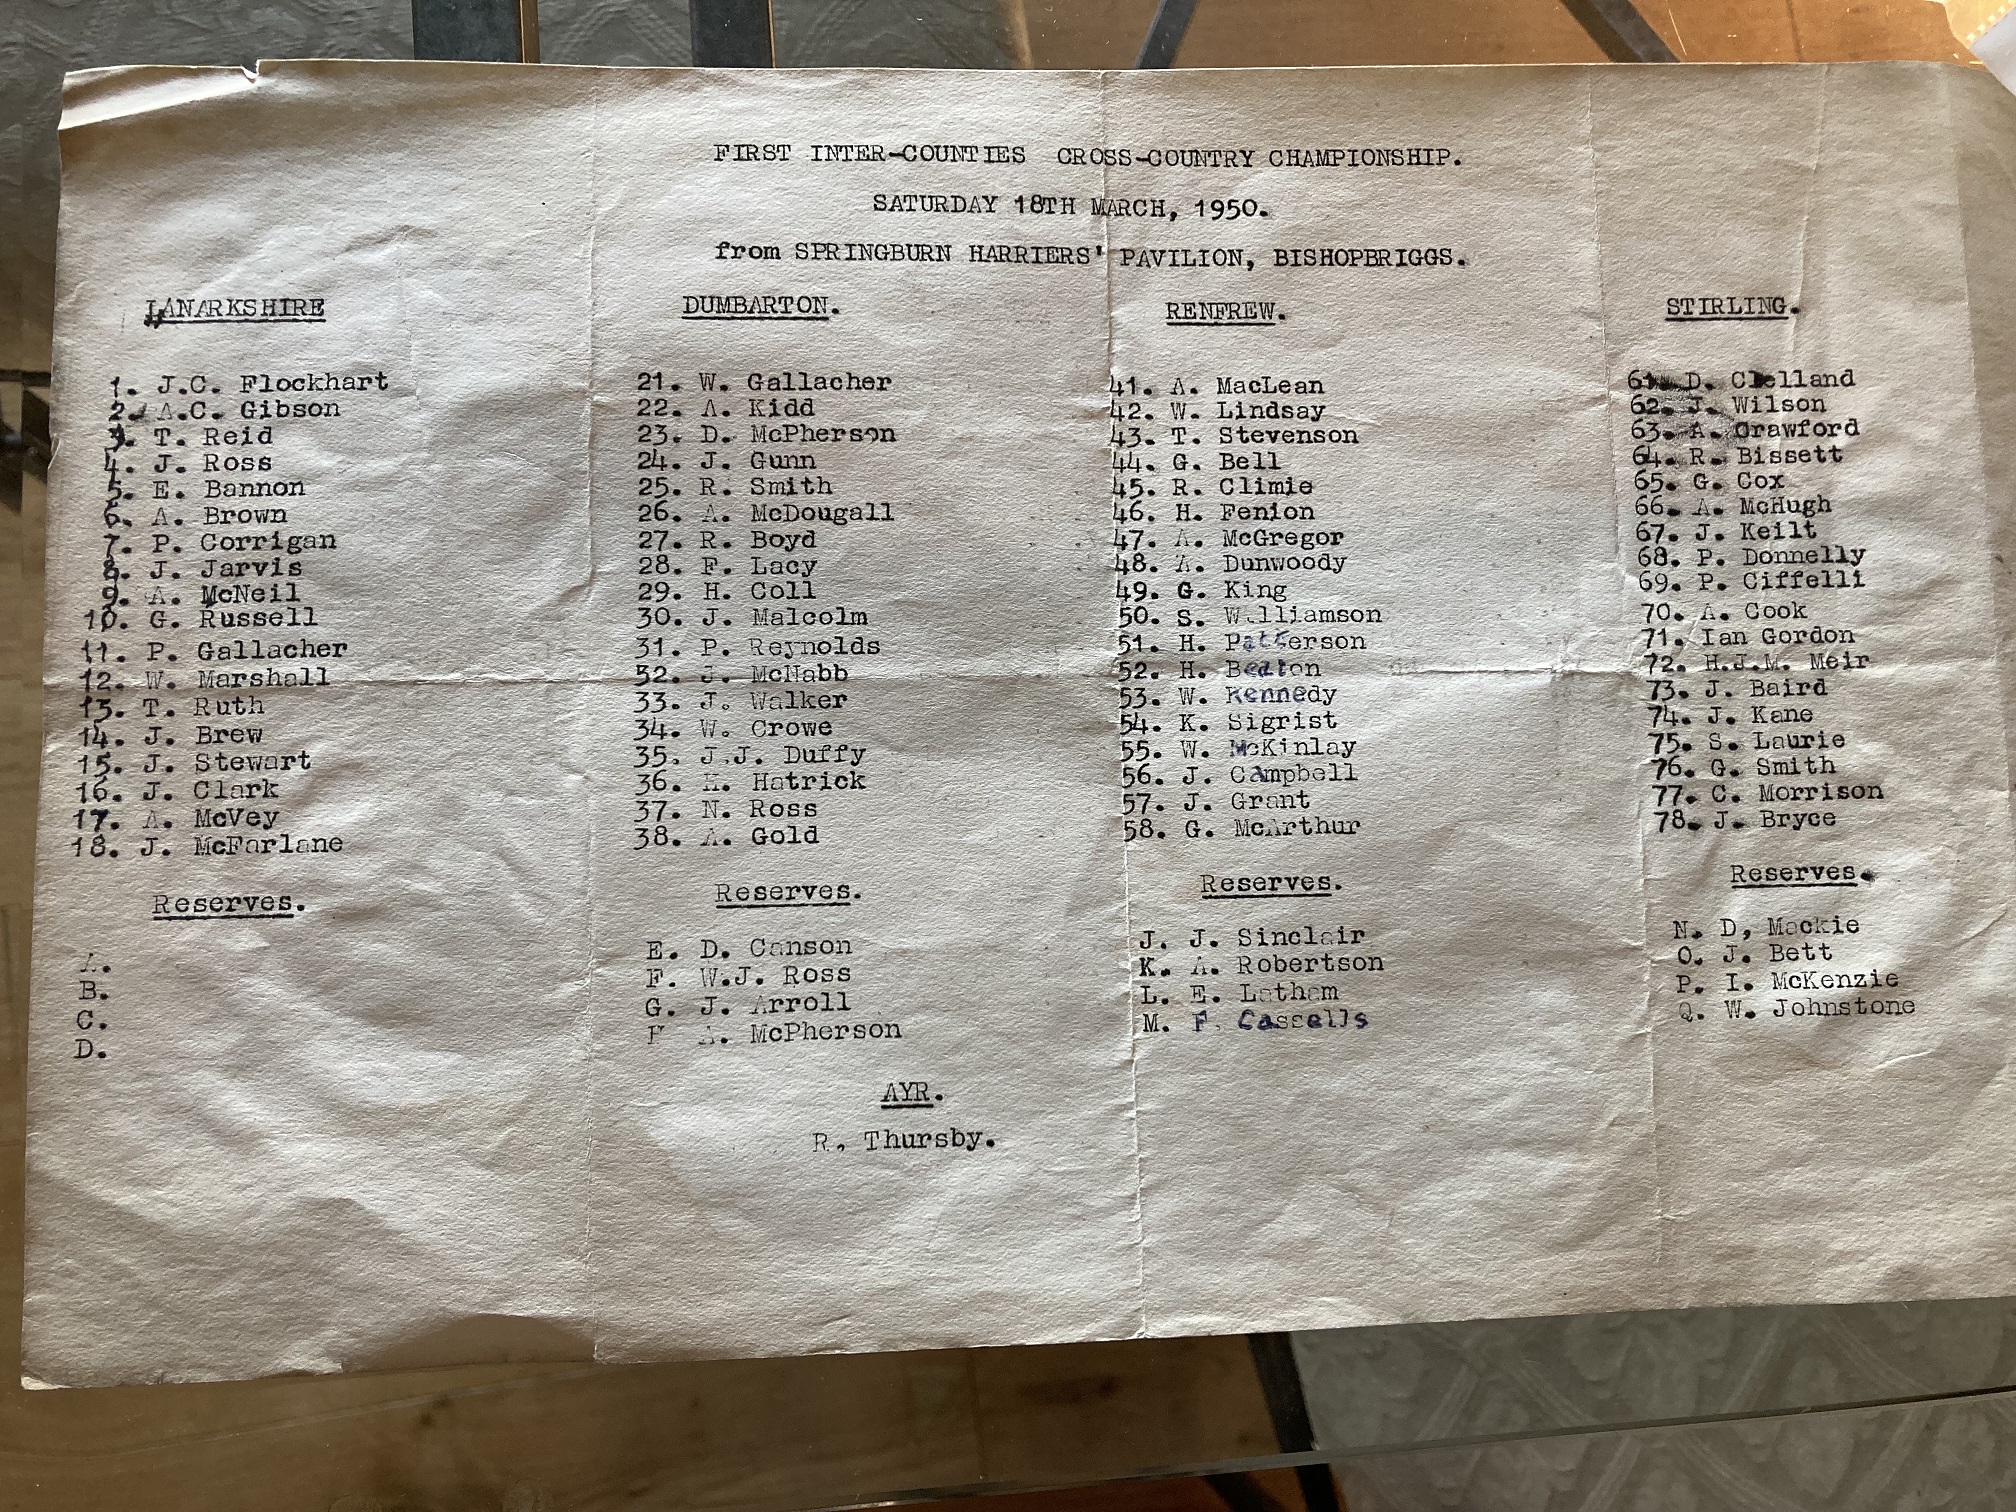 FIRST INTER-COUNTIES CROSS-COUNTRY CHAMPIONSHIP.
SATURDAY 18TH MARCH, 1950.
from SPRINGBURN HARRIERS' PAVILION, BISHOPBRIGGS.
LANARKSHIRE
1. J.C. Flockhart
2. A.C. Gibson
3. T. Reid
4. J. Ross
5. E. Bannon
6. A. Brown
7. P. Corrigan
8. J. Jarvis
9. A. McNeil
10. G. Russell
11. P. Gallacher
12. W. Marshall
13. T. Ruth
14. J. Brew
15. J. Stewart
16. J. Clark
17. A. McVey
18. J. McFarlane
Reserves.
A.
B.
C.
D.
DUMBARTON.
21. W. Gallacher
22. A. Kidd
23. D. McPherson
24. J. Gunn
25. R. Smith
26. A. McDougall
27. R. Boyd
28. F. Lacy
29. H. Coll
30. J. Malcolm
31. P. Reynolds
32. J. McNabb
33. J. Walker
34. W. Crowe
35. J.J. Duffy
36. Hatrick
37. N. Ross
38. A. Gold
Reserves.
E. D. Canson
F. W.J. Ross
G. J. Arroll
F A. McPherson
RENFREW.
41. A. MacLean
42. W. Lindsay
43. T. Stevenson
44. G. Bell
45. R. Climie
46. H. Fenion
47. A. McGregor
48. A. Dunwoody
49. G. King
50. S. Williamson
51. H. Patterson
52. H. Beaton
53. W. Kennedy
54. K. Sigrist
55. W. McKinlay
56. J. Campbell
57. J. Grant
58. G. McArthur
Reserves.
J. J. Sinclair
K. A. Robertson
L. E. Latham
M. F. Cassells
STIRLING.
61. D. Clelland
62. J. Wilson
63. A. Crawford
64. R. Bissett
65. G. Cox
66. A. McHugh
67. J. Keilt
68. P. Donnelly
69. P. Ciffelli
70. A. Cook
71. Ian Gordon
72. H.J.M. Meir
73. J. Baird
74. J. Kane
75. S. Laurie
76. G. Smith
77. C. Morrison
78. J. Bryce
Reserves.
N. D, Mackie
O. J. Bett
P. I. McKenzie
Q. W. Johnstone
AYR.
R. Thursby.